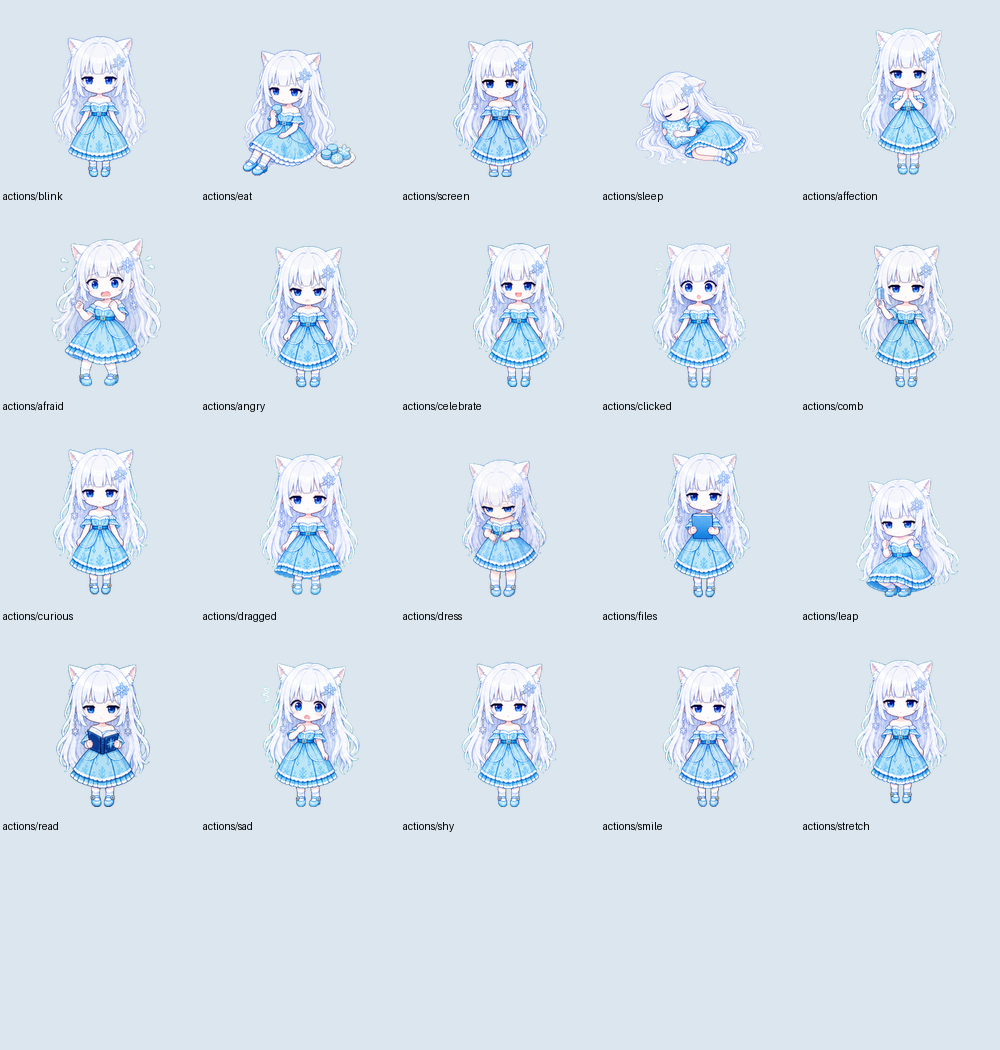 actions/blink
actions/eat
actions/screen
actions/sleep
actions/affection
actions/afraid
actions/angry
actions/celebrate
actions/clicked
actions/comb
actions/curious
actions/dragged
actions/dress
actions/files
actions/leap
actions/read
actions/sad
actions/shy
actions/smile
actions/stretch